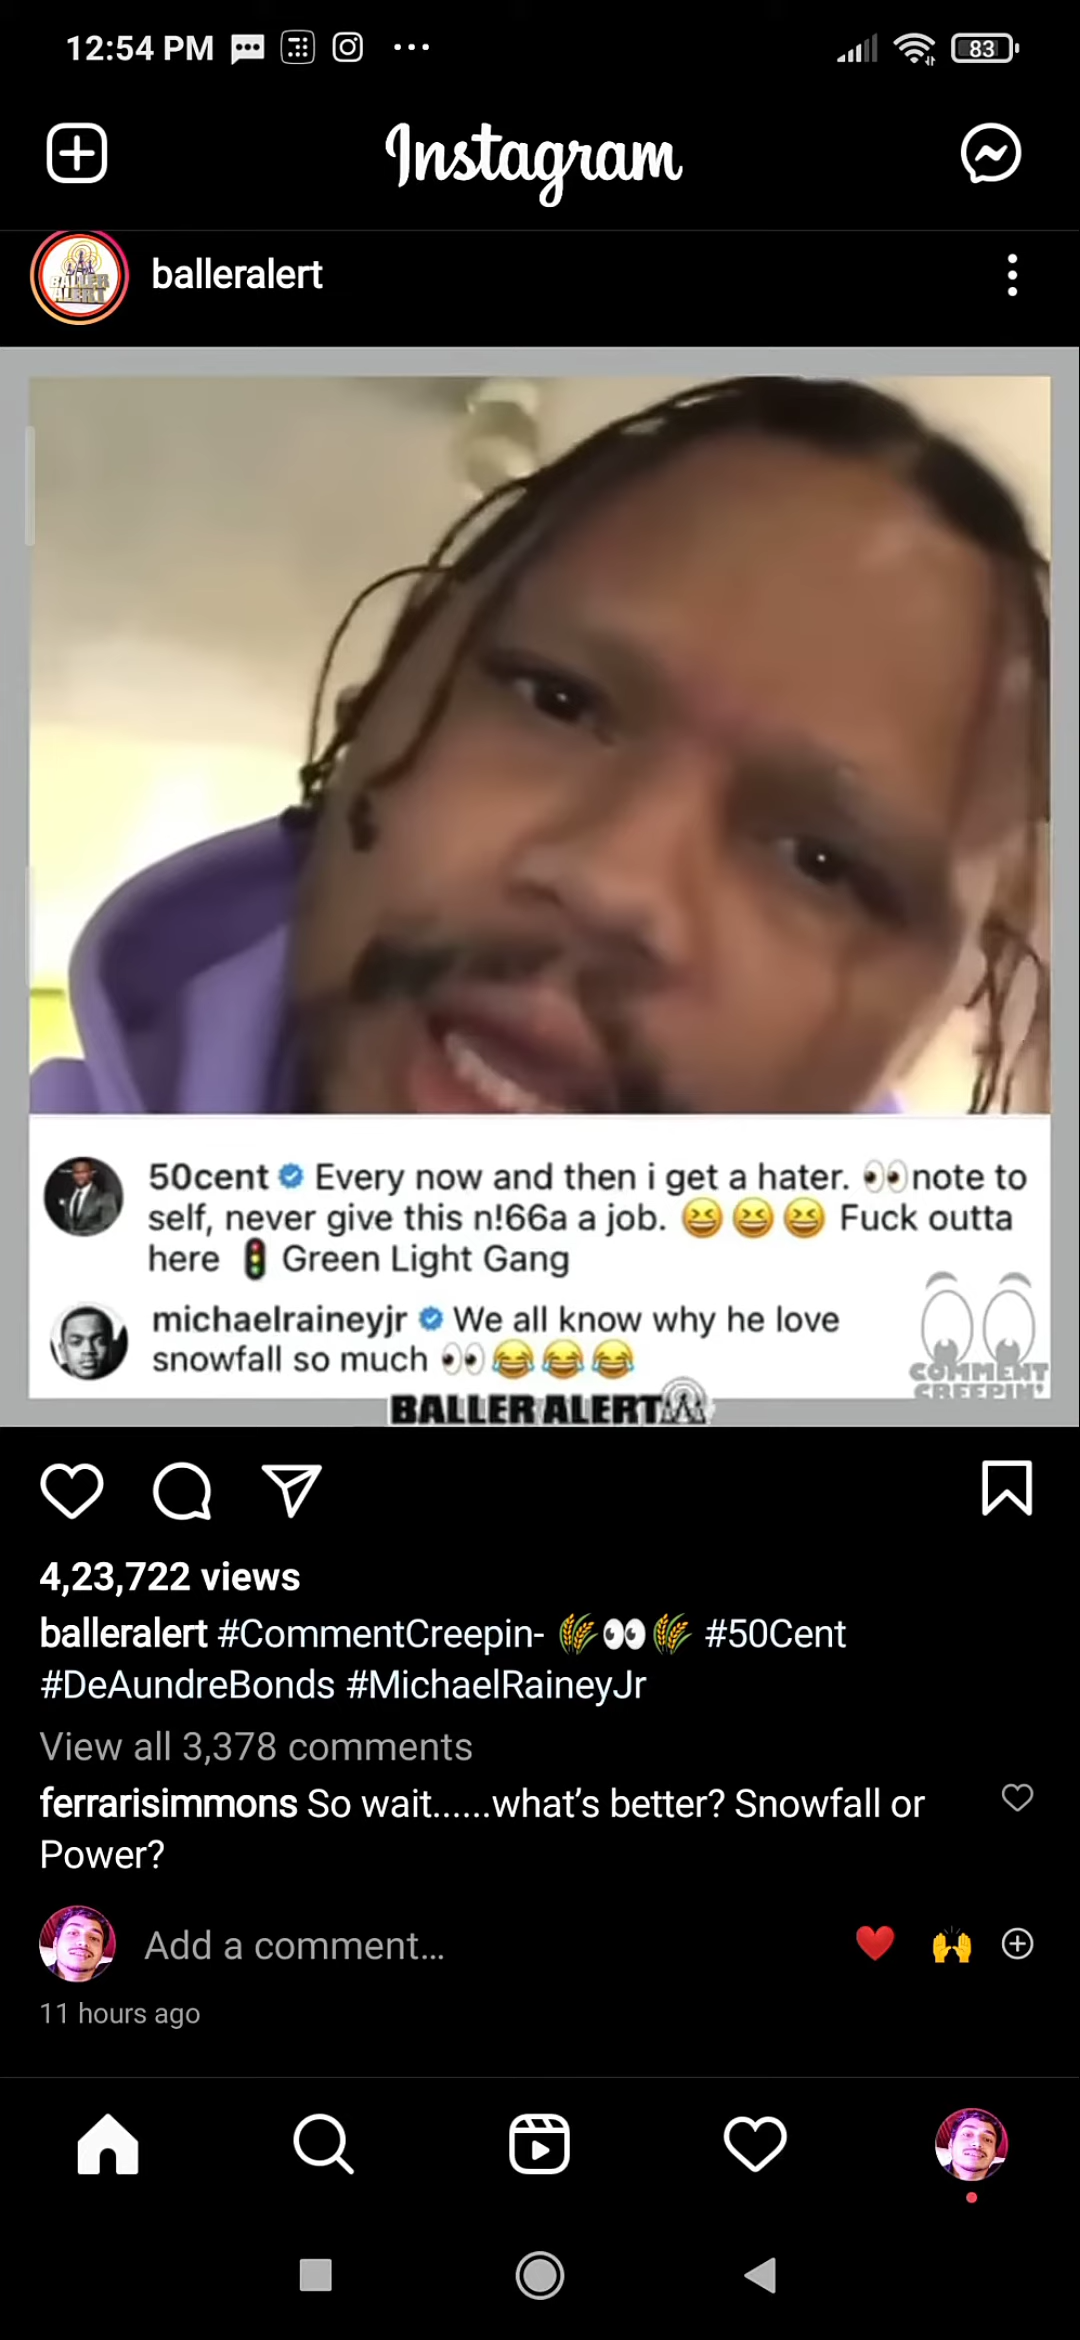 12:54 PM 83
Instagram
BALLER
ALERT
balleralert
50cent Every now and then i get a hater. 👀note to
self, never give this n!66a a job. 😆😆😆 Fuck outta
here 🚦 Green Light Gang
michaelraineyjr We all know why he love
snowfall so much 👀😂😂😂
COMMENT
CREEPIN'
BALLER ALERT
4,23,722 views
balleralert #CommentCreepin- 🌾👀🌾 #50Cent
#DeAundreBonds #MichaelRaineyJr
View all 3,378 comments
ferrarisimmons So wait......what's better? Snowfall or
Power?
Add a comment...
11 hours ago